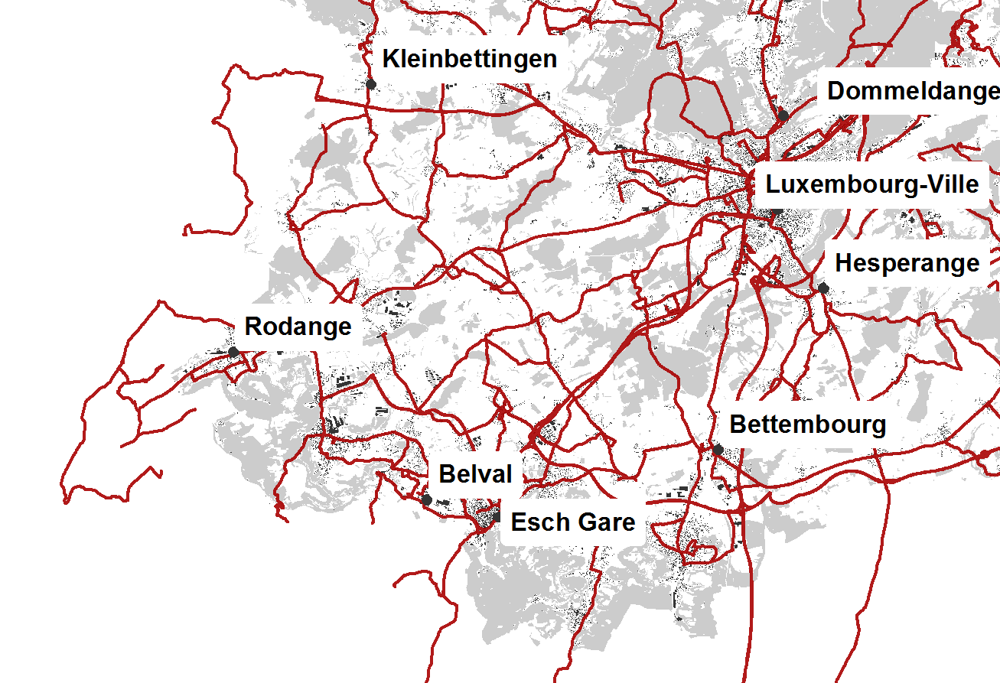 Kleinbettingen
Dommeldange
Luxembourg-Ville
Hesperange
Rodange
Bettembourg
Belval
Esch Gare